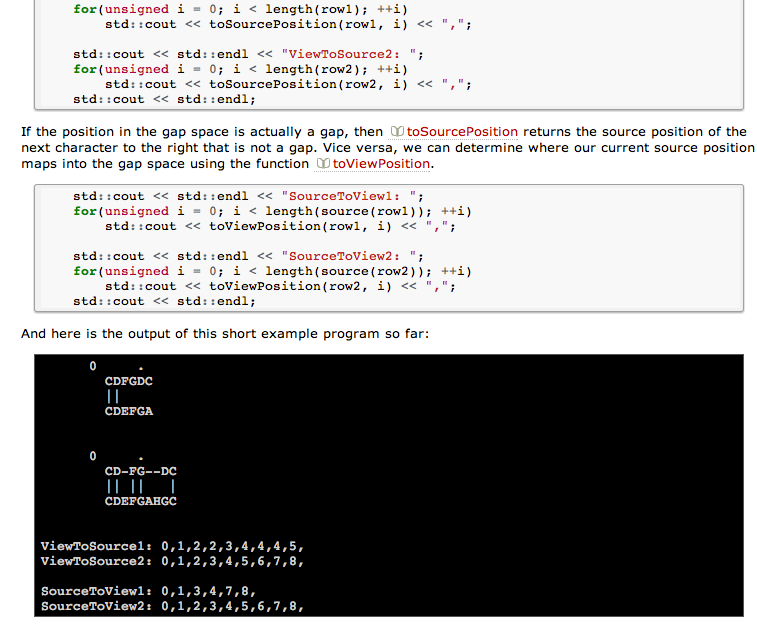 for(unsigned i = 0; i < length(row1); ++i)
std::cout << toSourcePosition(row1, i) << ",";
std::cout << std::endl << "ViewToSource2: ";
for(unsigned i = 0; i < length(row2); ++i)
std::cout << toSourcePosition(row2, i) << ",";
std::cout << std::endl;
If the position in the gap space is actually a gap, then toSourcePosition returns the source position of the
next character to the right that is not a gap. Vice versa, we can determine where our current source position
maps into the gap space using the function toViewPosition.
std::cout << std::endl << "SourceToView1: ";
for(unsigned i = 0; i < length(source(row1)); ++i)
std::cout << toViewPosition(row1, i) << ",";
std::cout << std::endl << "SourceToView2: ";
for(unsigned i = 0; i < length(source(row2)); ++i)
std::cout << toViewPosition(row2, i) << ",";
std::cout << std::endl;
And here is the output of this short example program so far:
0     .
CDFGDC
||
CDEFGA
0     .
CD-FG--DC
|| ||   |
CDEFGAHGC
ViewToSource1: 0,1,2,2,3,4,4,4,5,
ViewToSource2: 0,1,2,3,4,5,6,7,8,
SourceToView1: 0,1,3,4,7,8,
SourceToView2: 0,1,2,3,4,5,6,7,8,